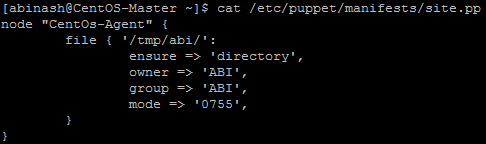 [abinash@CentOS-Master ~]$ cat /etc/puppet/manifests/site.pp
node "CentOs-Agent" {
        file { '/tmp/abi/':
                ensure => 'directory',
                owner => 'ABI',
                group => 'ABI',
                mode => '0755',
        }
}